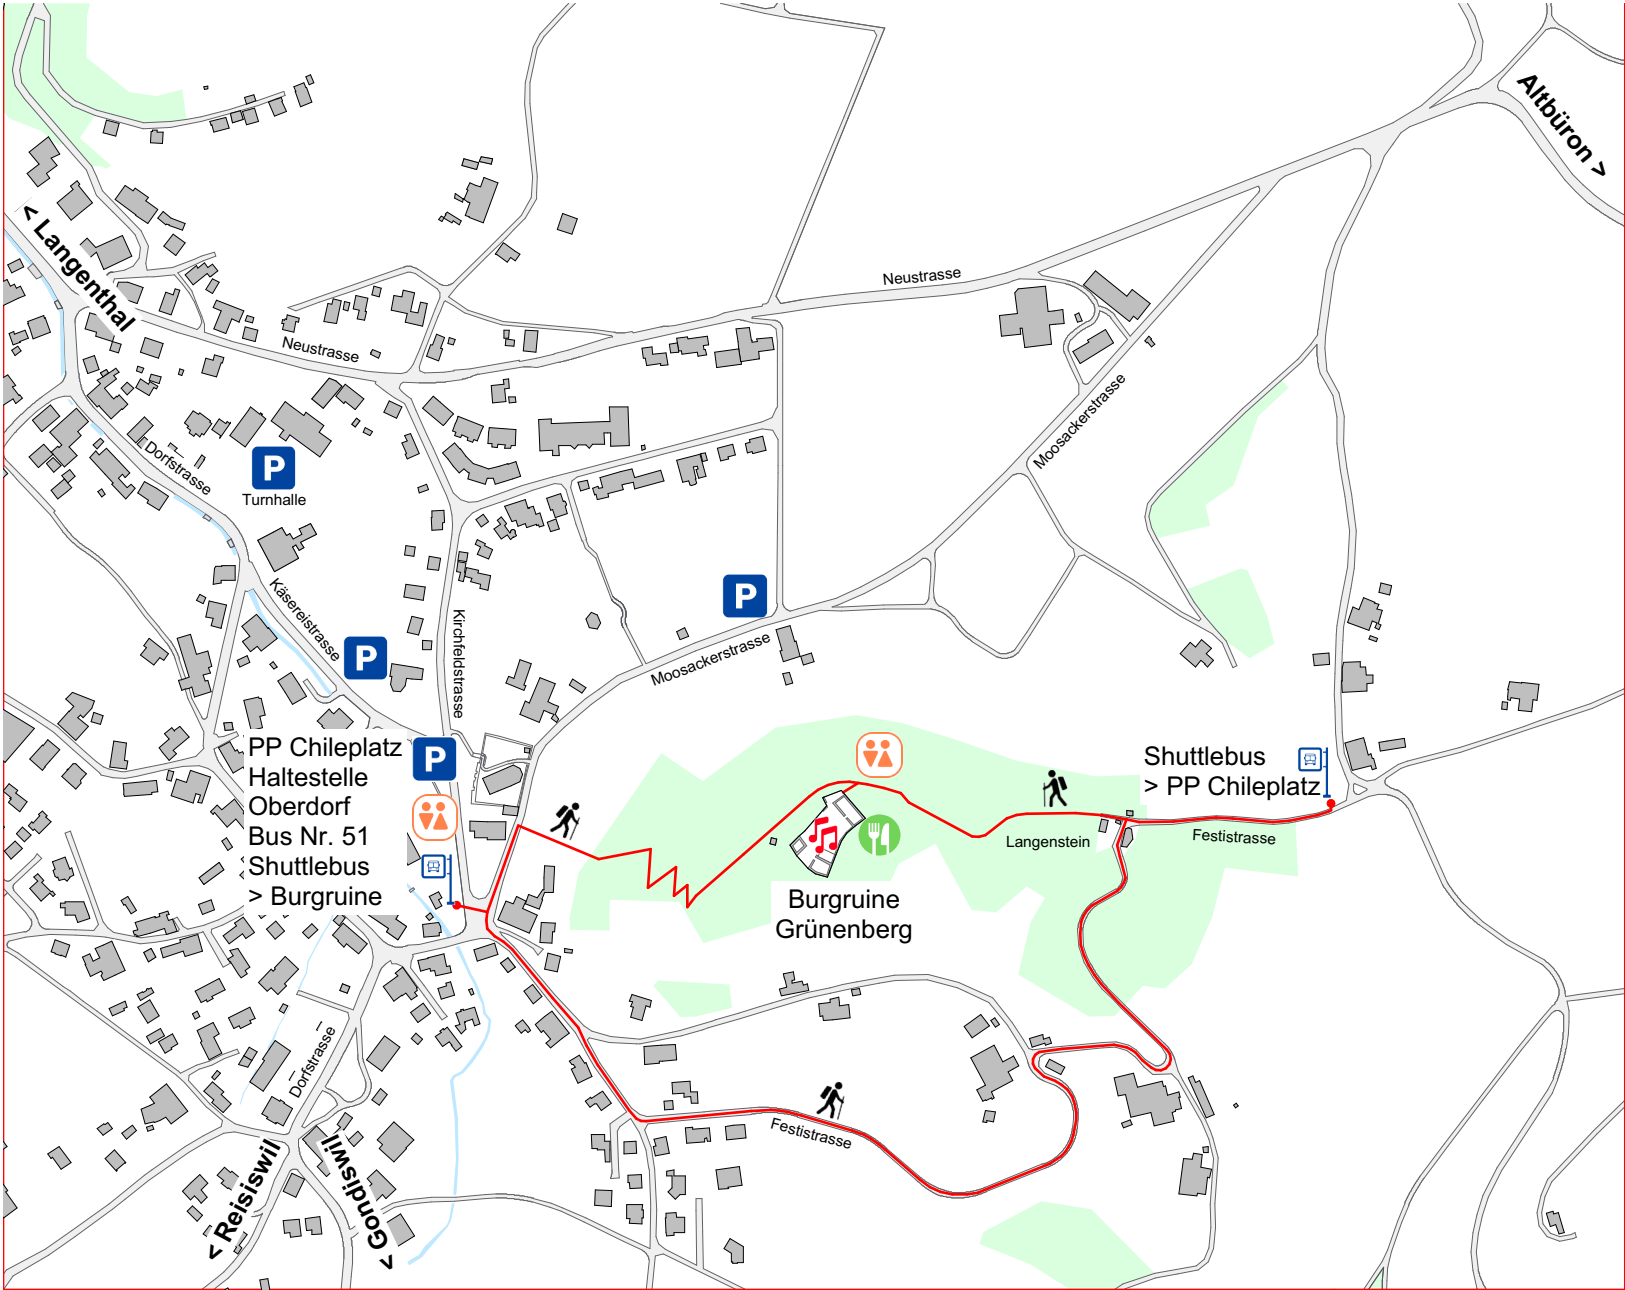 Altbüron >
< Langenthal
Neustrasse
Neustrasse
Moosackerstrasse
Dorfstrasse
P
Turnhalle
Käsereistrasse
P
Kirchfeldstrasse
P
Moosackerstrasse
PP Chileplatz
Haltestelle
Oberdorf
Bus Nr. 51
Shuttlebus
> Burgruine
P
Shuttlebus
> PP Chileplatz
Langenstein
Festistrasse
Burgruine
Grünenberg
Dorfstrasse
Festistrasse
< Reisiswil
< Gondiswil